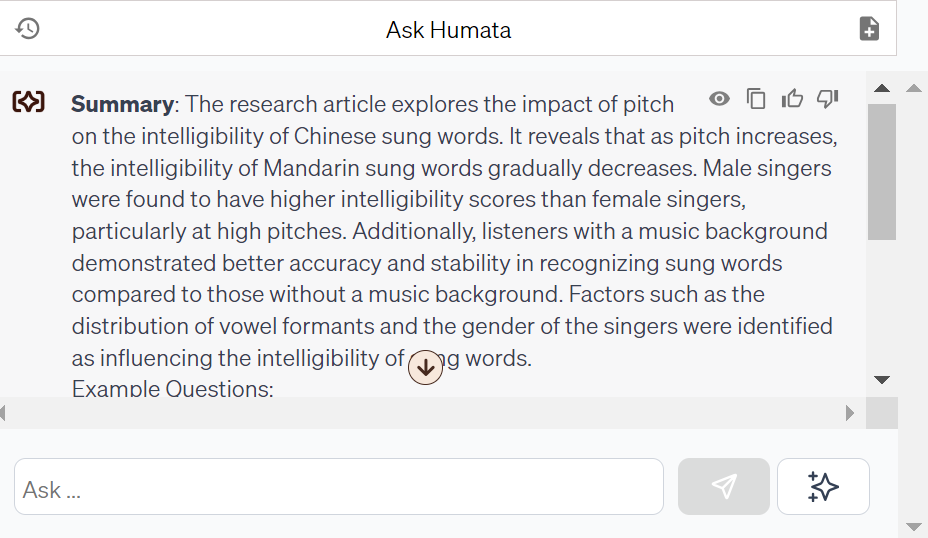 Ask Humata
Summary: The research article explores the impact of pitch
on the intelligibility of Chinese sung words. It reveals that as pitch increases,
the intelligibility of Mandarin sung words gradually decreases. Male singers
were found to have higher intelligibility scores than female singers,
particularly at high pitches. Additionally, listeners with a music background
demonstrated better accuracy and stability in recognizing sung words
compared to those without a music background. Factors such as the
distribution of vowel formants and the gender of the singers were identified
as influencing the intelligibility of words.
Example Questions:
Ask ...